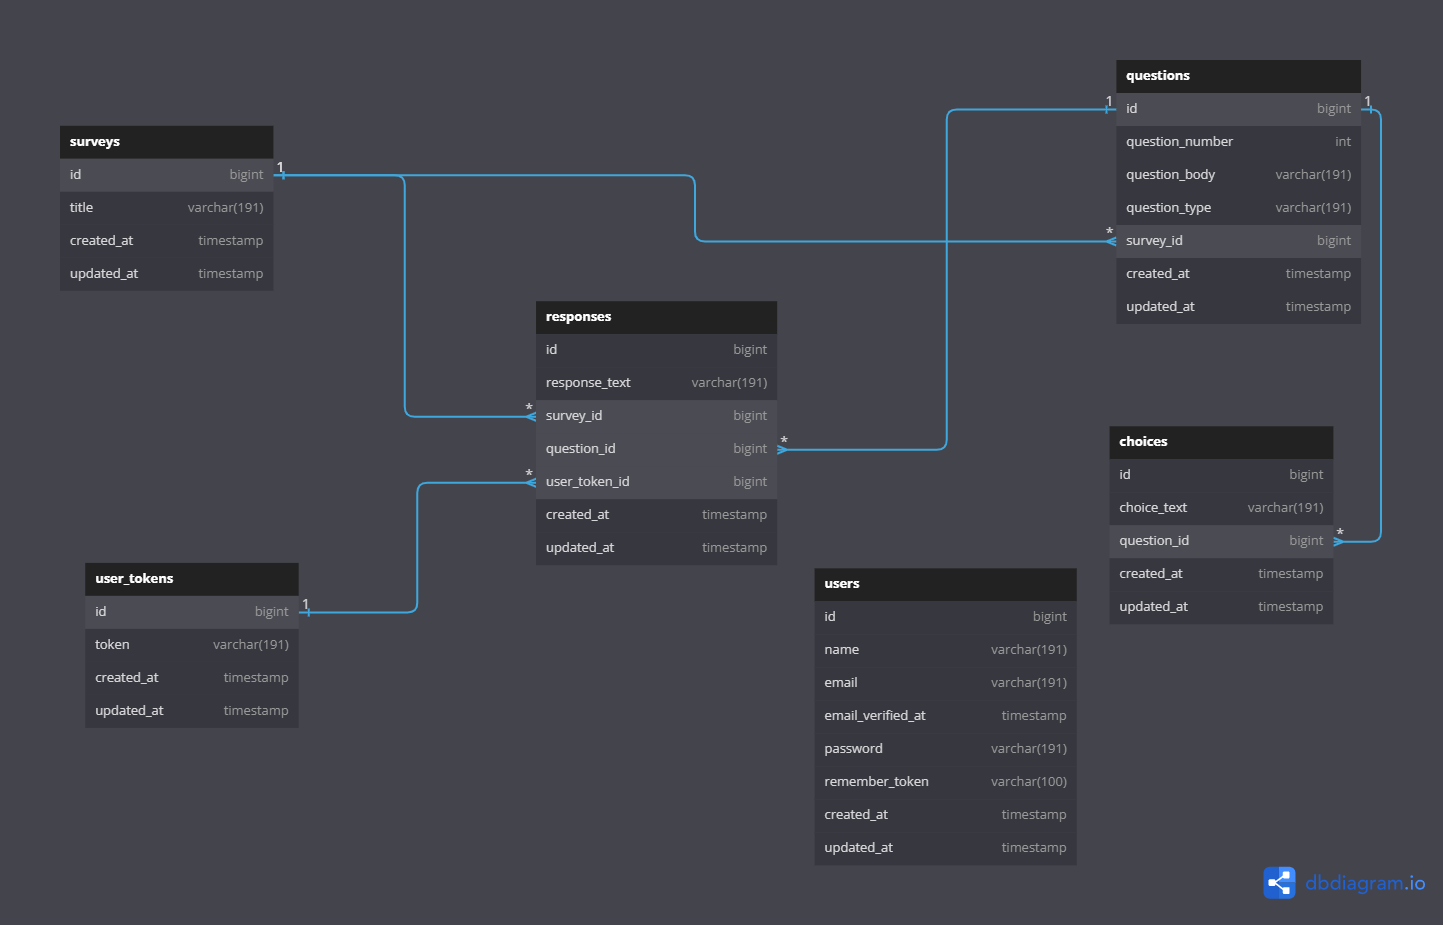 surveys
id bigint
title varchar(191)
created_at timestamp
updated_at timestamp
1
questions
id bigint
question_number int
question_body varchar(191)
question_type varchar(191)
survey_id bigint
created_at timestamp
updated_at timestamp
1
1
*
responses
id bigint
response_text varchar(191)
survey_id bigint
question_id bigint
user_token_id bigint
created_at timestamp
updated_at timestamp
*
*
*
choices
id bigint
choice_text varchar(191)
question_id bigint
created_at timestamp
updated_at timestamp
*
user_tokens
id bigint
token varchar(191)
created_at timestamp
updated_at timestamp
1
users
id bigint
name varchar(191)
email varchar(191)
email_verified_at timestamp
password varchar(191)
remember_token varchar(100)
created_at timestamp
updated_at timestamp
dbdiagram.io